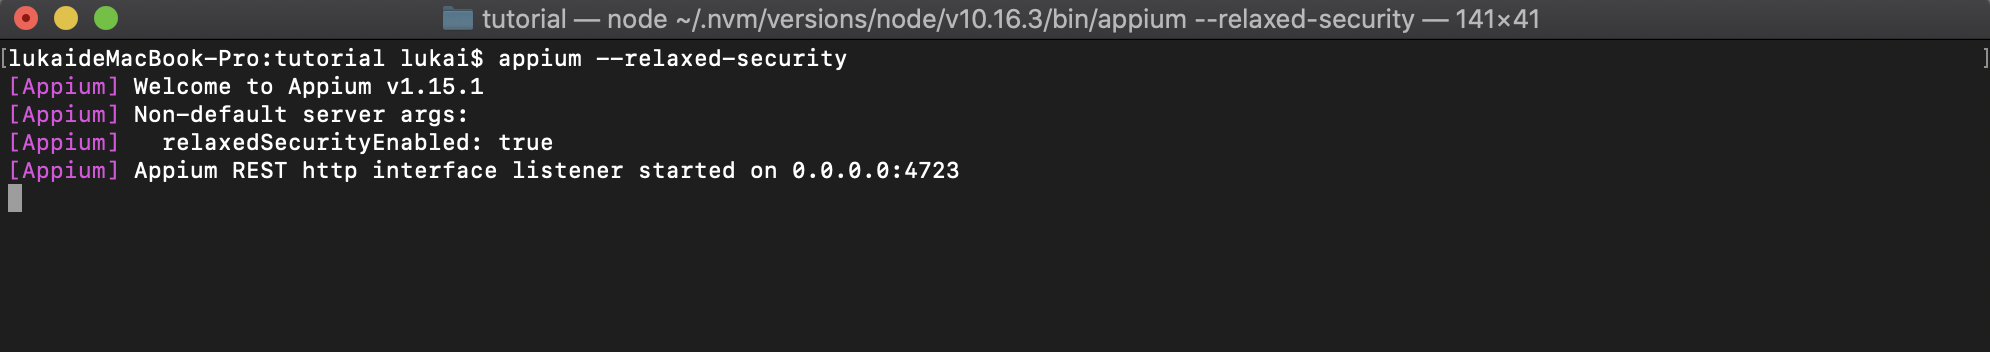 tutorial — node ~/.nvm/versions/node/v10.16.3/bin/appium --relaxed-security — 141×41
[lukaideMacBook-Pro:tutorial lukai$ appium --relaxed-security ]
[Appium] Welcome to Appium v1.15.1
[Appium] Non-default server args:
[Appium]   relaxedSecurityEnabled: true
[Appium] Appium REST http interface listener started on 0.0.0.0:4723